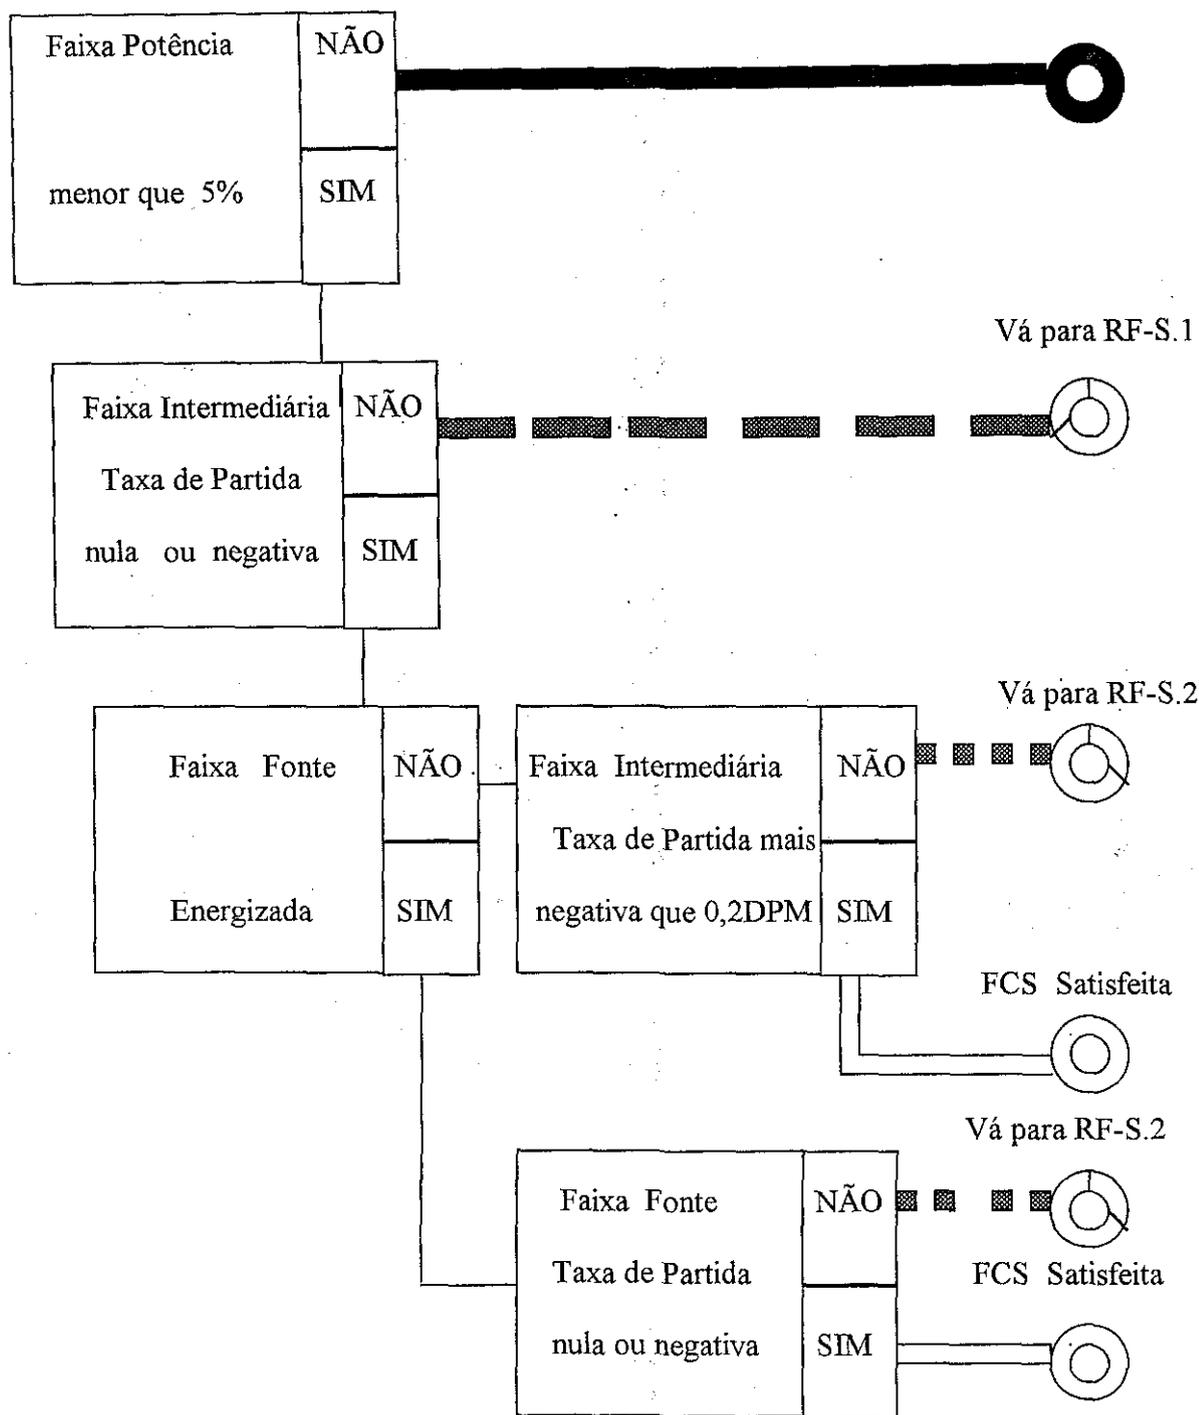 Faixa Potência
NÃO
menor que 5%
SIM
Vá para RF-S.1
Faixa Intermediária
NÃO
Taxa de Partida
nula ou negativa
SIM
Vá para RF-S.2
Faixa Fonte
NÃO
Energizada
SIM
Faixa Intermediária
NÃO
Taxa de Partida mais
negativa que 0,2DPM
SIM
FCS Satisfeita
Vá para RF-S.2
Faixa Fonte
NÃO
Taxa de Partida
FCS Satisfeita
nula ou negativa
SIM